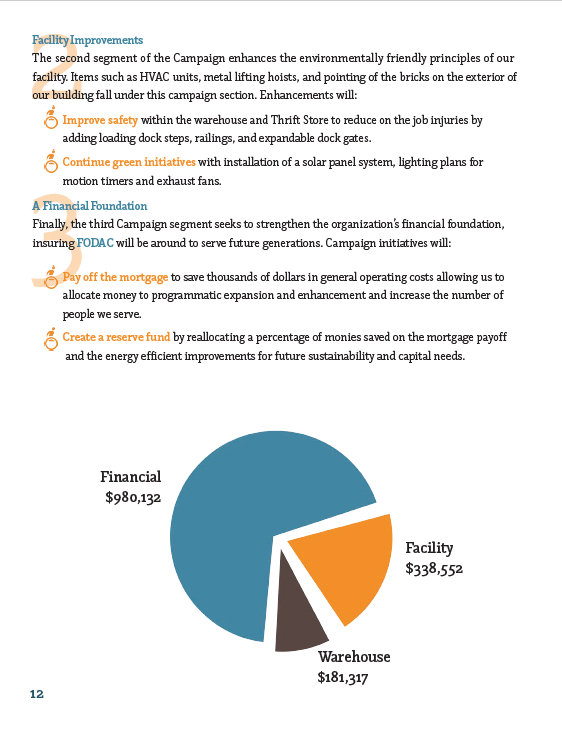 2
Facility Improvements
The second segment of the Campaign enhances the environmentally friendly principles of our
facility. Items such as HVAC units, metal lifting hoists, and pointing of the bricks on the exterior of
our building fall under this campaign section. Enhancements will:
Improve safety within the warehouse and Thrift Store to reduce on the job injuries by
adding loading dock steps, railings, and expandable dock gates.
Continue green initiatives with installation of a solar panel system, lighting plans for
motion timers and exhaust fans.
3
A Financial Foundation
Finally, the third Campaign segment seeks to strengthen the organization's financial foundation,
insuring FODAC will be around to serve future generations. Campaign initiatives will:
Pay off the mortgage to save thousands of dollars in general operating costs allowing us to
allocate money to programmatic expansion and enhancement and increase the number of
people we serve.
Create a reserve fund by reallocating a percentage of monies saved on the mortgage payoff
and the energy efficient improvements for future sustainability and capital needs.
Financial
$980,132
Facility
$338,552
Warehouse
$181,317
12